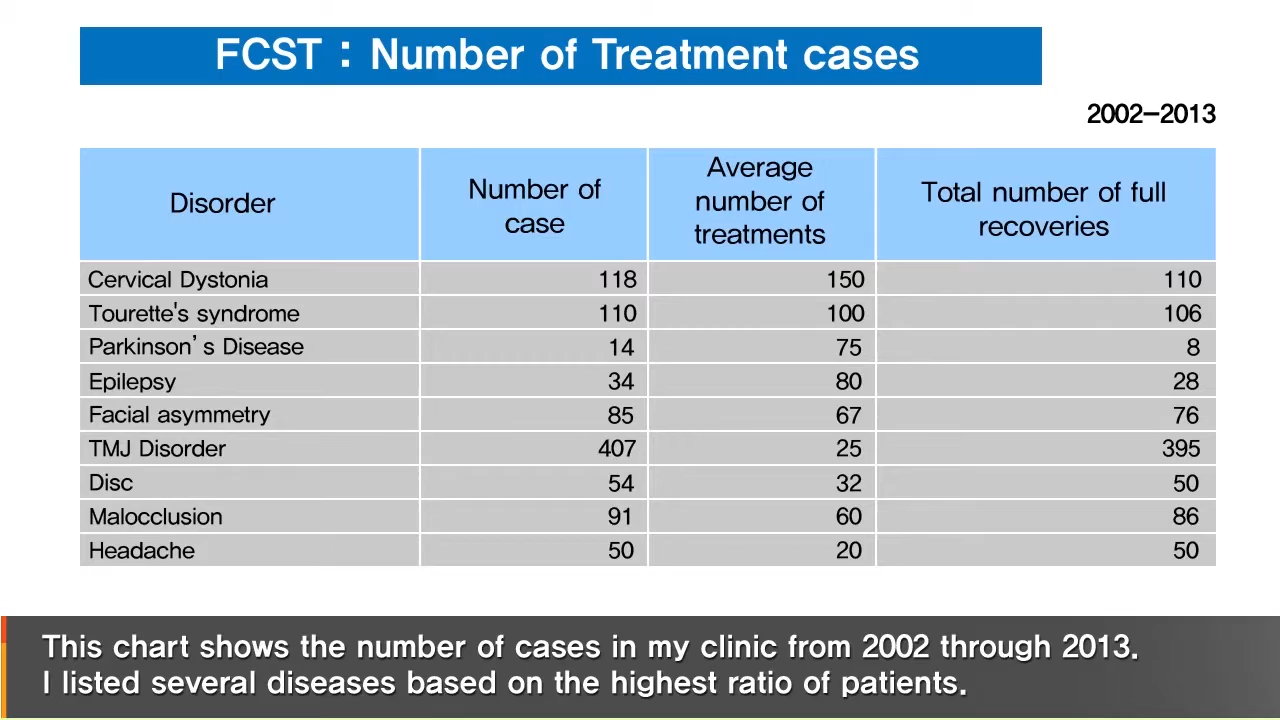 FCST : Number of Treatment cases
2002-2013
Disorder
Number of
case
Average
number of
treatments
Total number of full
recoveries
Cervical Dystonia 118 150 110
Tourette's syndrome 110 100 106
Parkinson's Disease 14 75 8
Epilepsy 34 80 28
Facial asymmetry 85 67 76
TMJ Disorder 407 25 395
Disc 54 32 50
Malocclusion 91 60 86
Headache 50 20 50
This chart shows the number of cases in my clinic from 2002 through 2013.
I listed several diseases based on the highest ratio of patients.